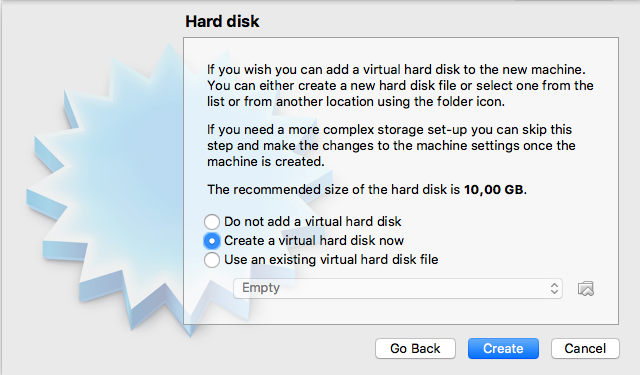 Hard disk
If you wish you can add a virtual hard disk to the new machine.
You can either create a new hard disk file or select one from the
list or from another location using the folder icon.
If you need a more complex storage set-up you can skip this
step and make the changes to the machine settings once the
machine is created.
The recommended size of the hard disk is 10,00 GB.
Do not add a virtual hard disk
Create a virtual hard disk now
Use an existing virtual hard disk file
Empty
Go Back
Create
Cancel